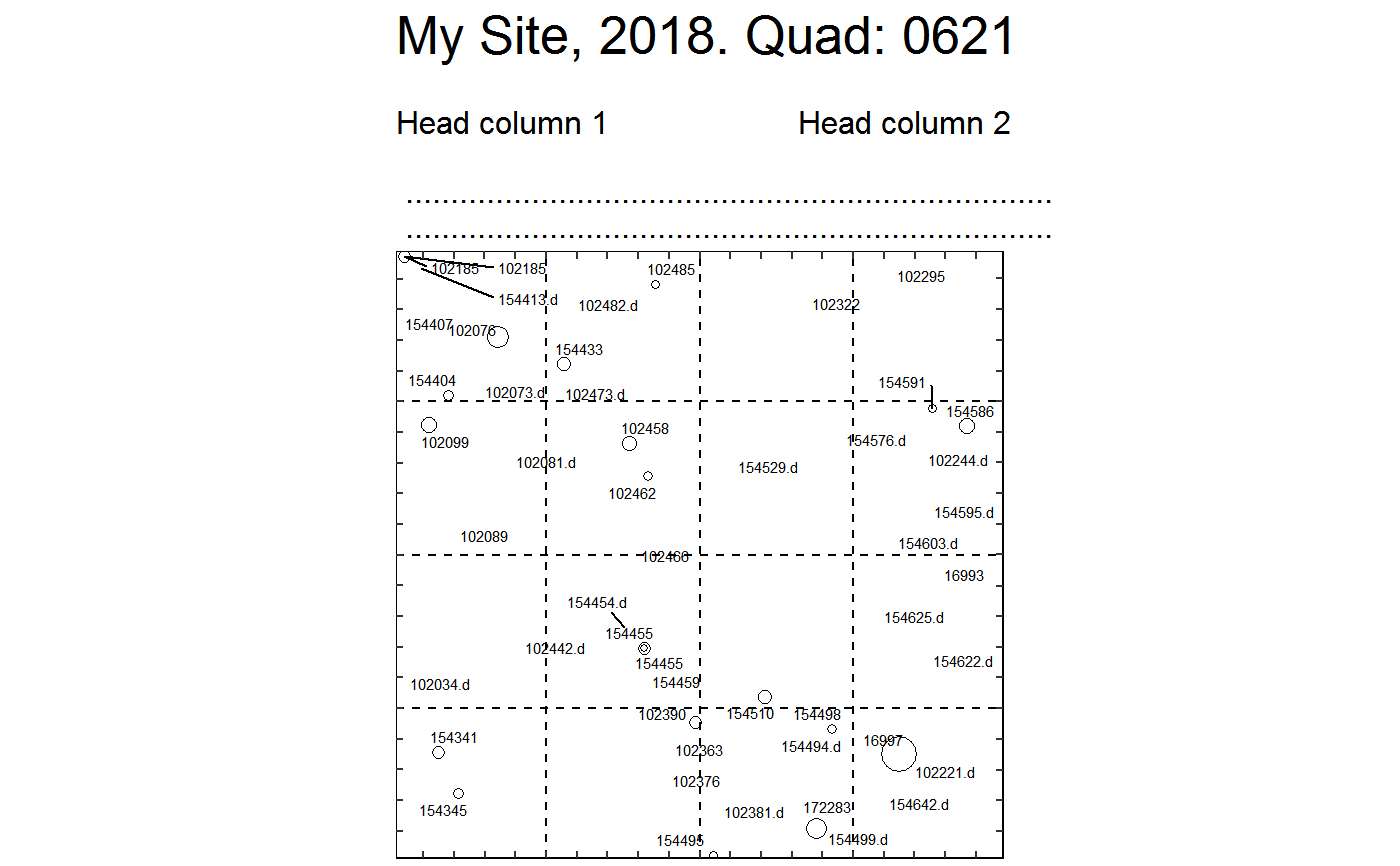 My Site, 2018. Quad: 0621
Head column 1 Head column 2
102185 102185 102485 102295
154413.d 102482.d 102322
154407 102076
154433
154404 102073.d 102473.d 154591
154586
102099 102458 154576.d
102081.d 154529.d 102244.d
102462
154595.d
102089 154603.d
102466
16993
154454.d
154625.d
154455
102442.d
154455 154622.d
102034.d 154459
102390 154510 154498
154341 16997
102363 154494.d
102221.d
102376
154345 102381.d 172283 154642.d
154495 154499.d